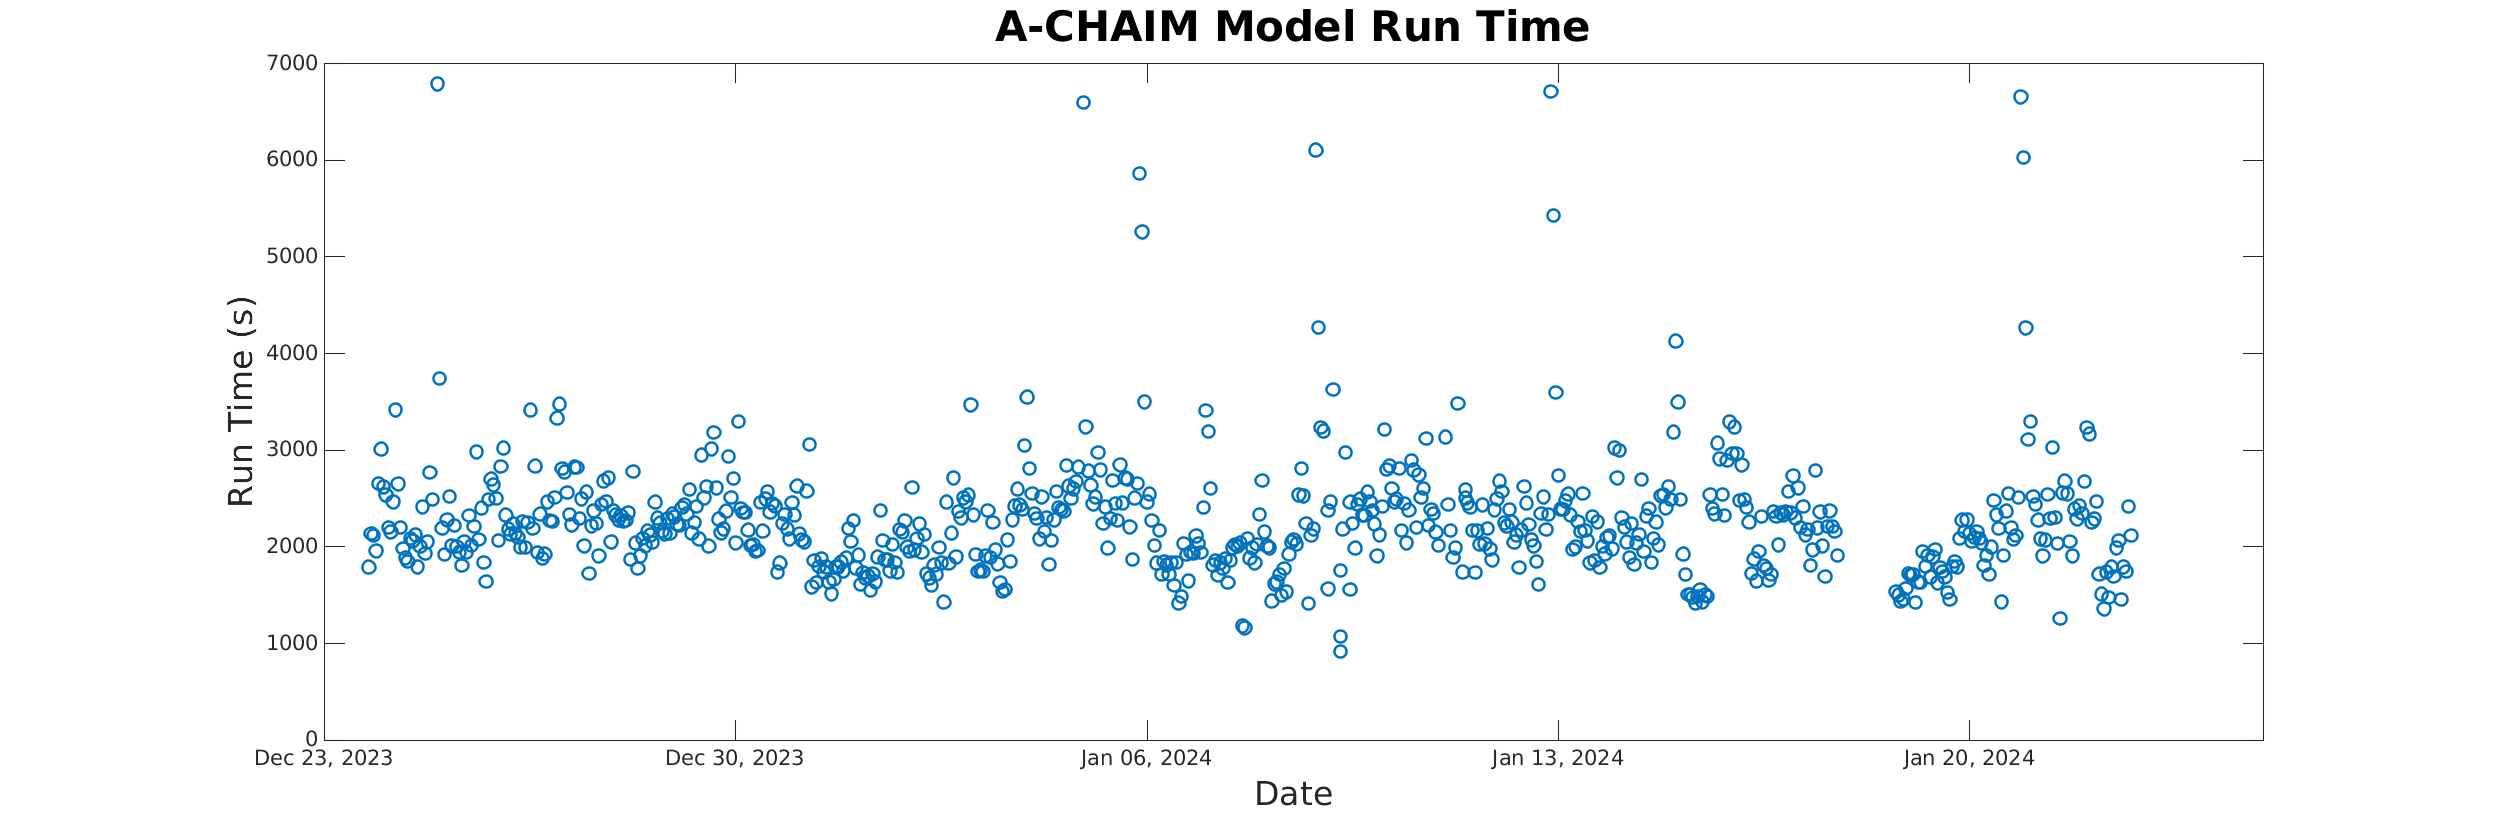 A-CHAIM Model Run Time
7000
6000
5000
4000
3000
2000
1000
0
Run Time (s)
Dec 23, 2023
Dec 30, 2023
Jan 06, 2024
Jan 13, 2024
Jan 20, 2024
Date